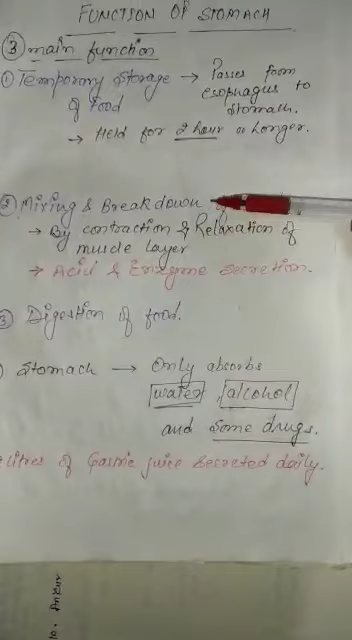 FUNCTION OF STOMACH
③ main function
① Temporary Storage → Passes from
of Food esophagus to
stomach.
→ Held for 2 hour or Longer.
② Mixing & Breakdown
→ By contraction & Relaxation of
muscle layer
→ Acid & Enzyme secretion.
③ Digestion of food.
Stomach → Only absorbs
water, alcohol
and some drugs.
litres of Gastric juice secreted daily.